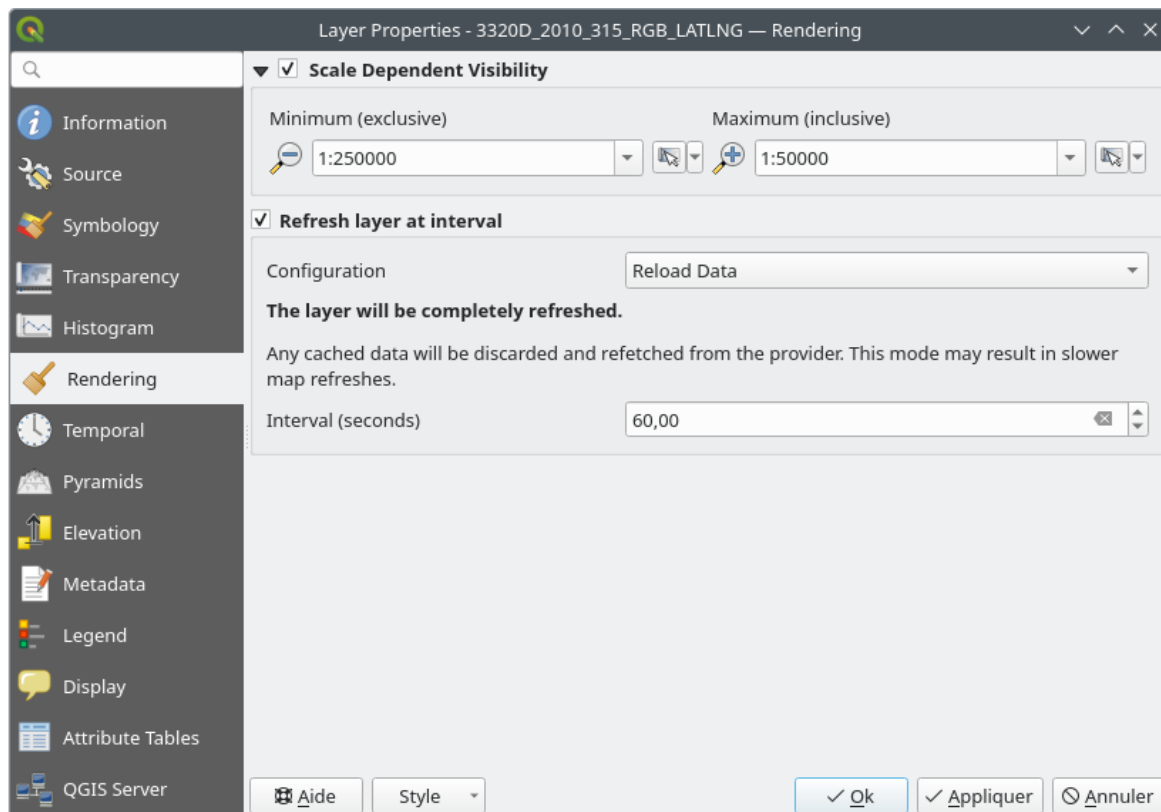 Layer Properties - 3320D_2010_315_RGB_LATLNG — Rendering
Information
Source
Symbology
Transparency
Histogram
Rendering
Temporal
Pyramids
Elevation
Metadata
Legend
Display
Attribute Tables
QGIS Server
Scale Dependent Visibility
Minimum (exclusive)
Maximum (inclusive)
1:250000
1:50000
Refresh layer at interval
Configuration
Reload Data
The layer will be completely refreshed.
Any cached data will be discarded and refetched from the provider. This mode may result in slower
map refreshes.
Interval (seconds)
60,00
Aide
Style
Ok
Appliquer
Annuler